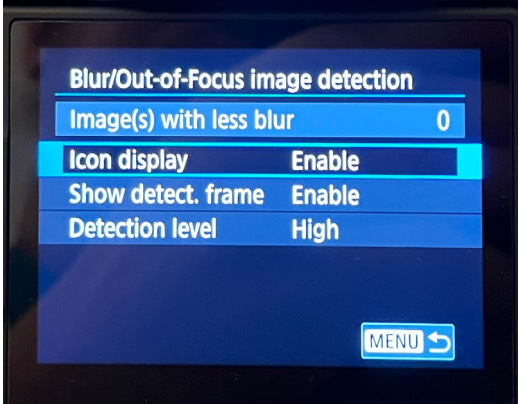 Blur/Out-of-Focus image detection
Image(s) with less blur 0
Icon display Enable
Show detect. frame Enable
Detection level High
MENU